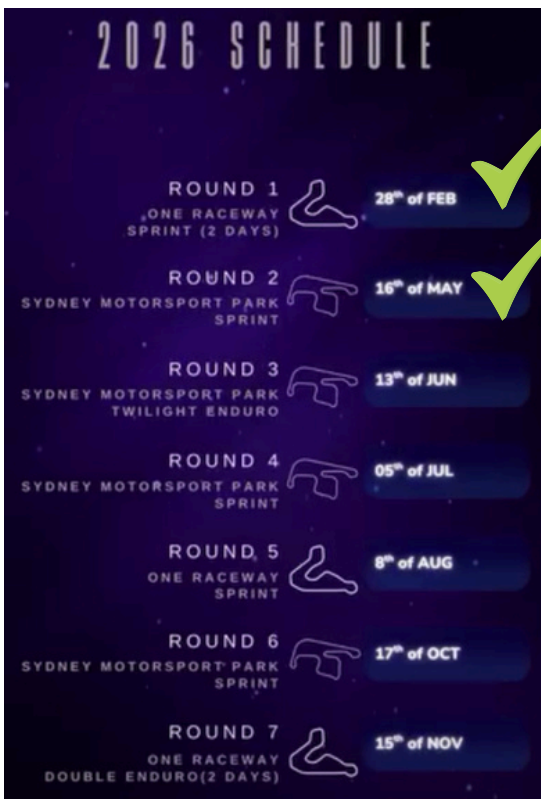 2026 SCHEDULE
ROUND 1
ONE RACEWAY
SPRINT (2 DAYS)
28th of FEB
ROUND 2
SYDNEY MOTORSPORT PARK
SPRINT
16th of MAY
ROUND 3
SYDNEY MOTORSPORT PARK
TWILIGHT ENDURO
13th of JUN
ROUND 4
SYDNEY MOTORSPORT PARK
SPRINT
05th of JUL
ROUND 5
ONE RACEWAY
SPRINT
8th of AUG
ROUND 6
SYDNEY MOTORSPORT PARK
SPRINT
17th of OCT
ROUND 7
ONE RACEWAY
DOUBLE ENDURO(2 DAYS)
15th of NOV